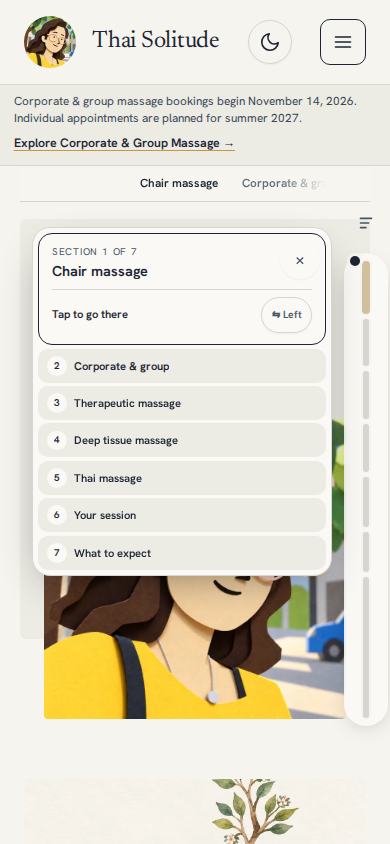 Thai Solitude
Corporate & group massage bookings begin November 14, 2026.
Individual appointments are planned for summer 2027.
Explore Corporate & Group Massage →
Chair massage Corporate &
SECTION 1 OF 7
Chair massage
×
Tap to go there
⇆ Left
2 Corporate & group
3 Therapeutic massage
4 Deep tissue massage
5 Thai massage
6 Your session
7 What to expect